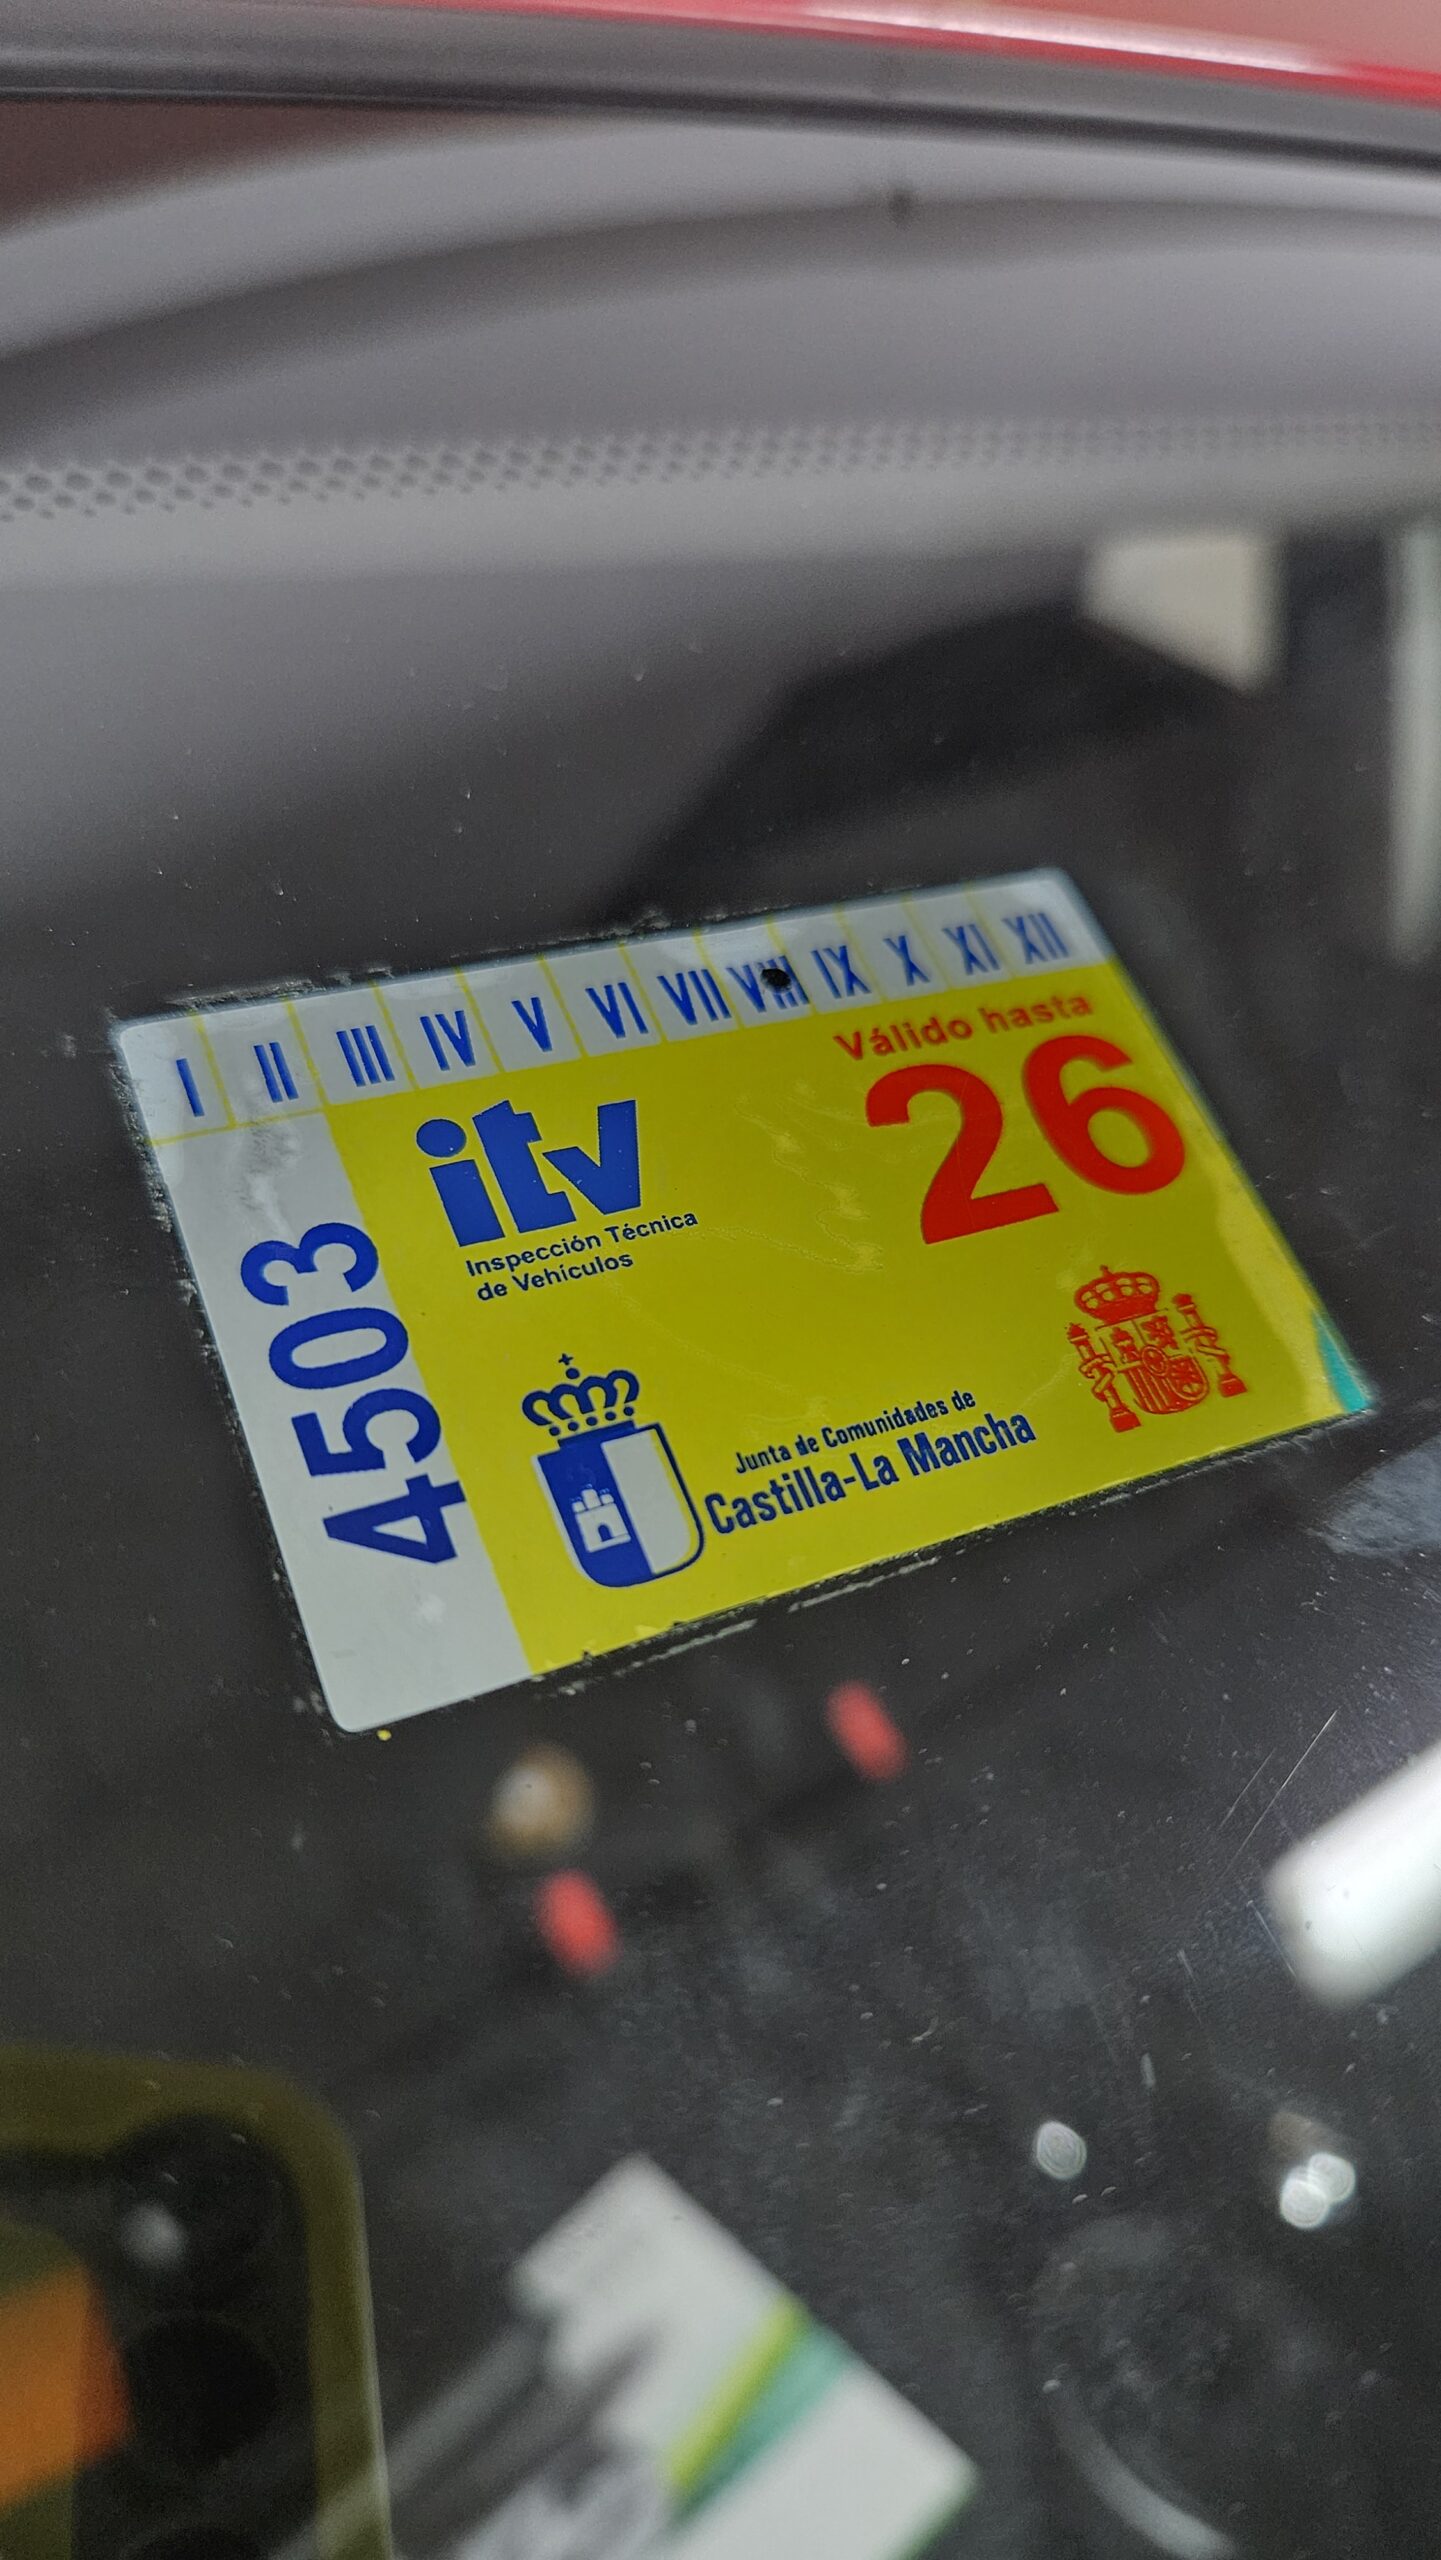 I II III IV V VI VII VIII IX X XI XII
Válido hasta
26
itv
Inspección Técnica
de Vehículos
4503
Junta de Comunidades de
Castilla-La Mancha